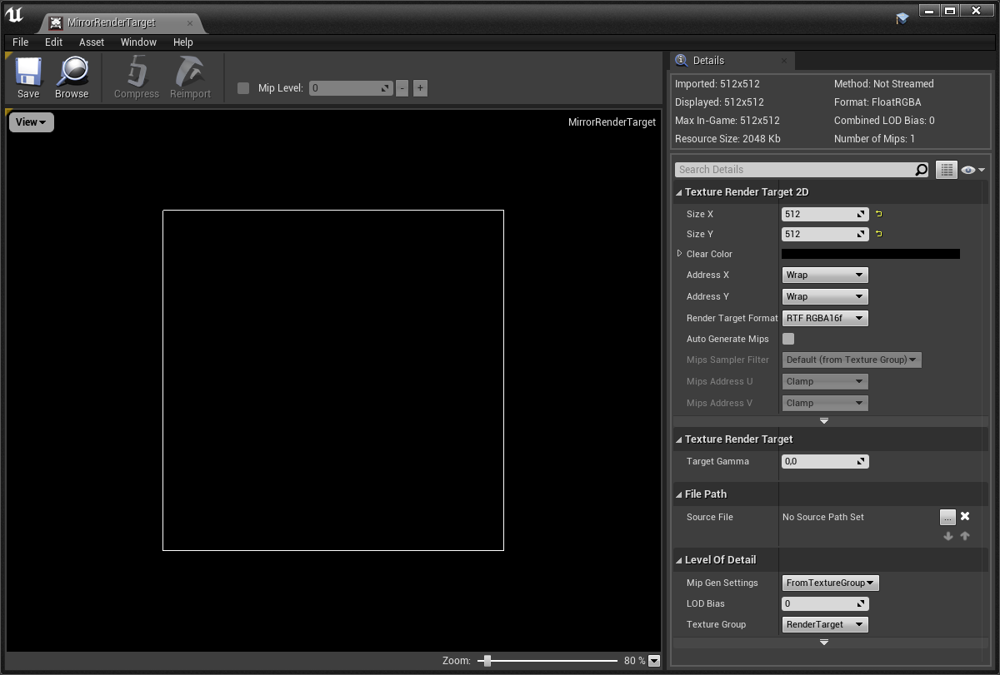 MirrorRenderTarget
File Edit Asset Window Help
Save Browse Compress Reimport Mip Level: 0 - +
View
MirrorRenderTarget
Zoom: 80 %
Details
Imported: 512x512 Method: Not Streamed
Displayed: 512x512 Format: FloatRGBA
Max In-Game: 512x512 Combined LOD Bias: 0
Resource Size: 2048 Kb Number of Mips: 1
Search Details
Texture Render Target 2D
Size X 512
Size Y 512
Clear Color
Address X Wrap
Address Y Wrap
Render Target Format RTF RGBA16f
Auto Generate Mips
Mips Sampler Filter Default (from Texture Group)
Mips Address U Clamp
Mips Address V Clamp
Texture Render Target
Target Gamma 0,0
File Path
Source File No Source Path Set ...
Level Of Detail
Mip Gen Settings FromTextureGroup
LOD Bias 0
Texture Group RenderTarget